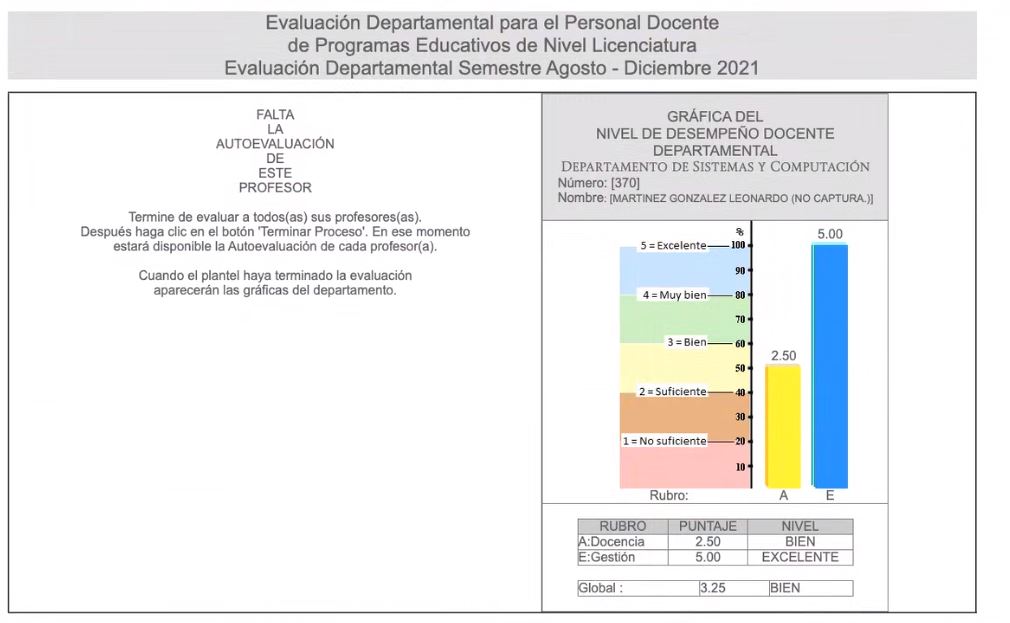 Evaluación Departamental para el Personal Docente
de Programas Educativos de Nivel Licenciatura
Evaluación Departamental Semestre Agosto - Diciembre 2021
FALTA
LA
AUTOEVALUACIÓN
DE
ESTE
PROFESOR
Termine de evaluar a todos(as) sus profesores(as).
Después haga clic en el botón 'Terminar Proceso'. En ese momento
estará disponible la Autoevaluación de cada profesor(a).
Cuando el plantel haya terminado la evaluación
aparecerán las gráficas del departamento.
GRÁFICA DEL
NIVEL DE DESEMPEÑO DOCENTE
DEPARTAMENTAL
DEPARTAMENTO DE SISTEMAS Y COMPUTACIÓN
Número: [370]
Nombre: [MARTINEZ GONZALEZ LEONARDO (NO CAPTURA.)]
%
5.00
5 = Excelente 100
90
4 = Muy bien 80
70
3 = Bien 60
2.50
50
2 = Suficiente 40
30
1 = No suficiente 20
10
Rubro: A E
RUBRO PUNTAJE NIVEL
A:Docencia 2.50 BIEN
E:Gestión 5.00 EXCELENTE
Global : 3.25 BIEN